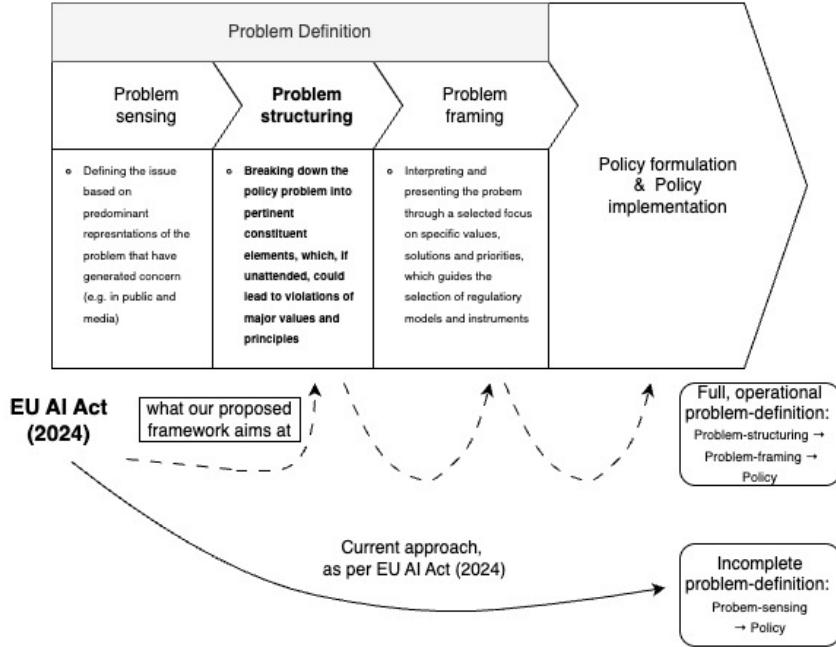 Problem Definition
Problem
sensing
Problem
structuring
Problem
framing
Policy formulation
& Policy
implementation
Defining the issue
based on
predominant
represntations of the
problem that have
generated concern
(e.g. in public and
media)
Breaking down the
policy problem into
pertinent
constituent
elements, which, if
unattended, could
lead to violations of
major values and
principles
Interpreting and
presenting the probem
through a selected focus
on specific values,
solutions and priorities,
which guides the
selection of regulatiory
models and instruments
EU AI Act
(2024)
what our proposed
framework aims at
Full, operational
problem-definition:
Problem-structuring →
Problem-framing →
Policy
Current approach,
as per EU AI Act (2024)
Incomplete
problem-definition:
Probem-sensing
→ Policy